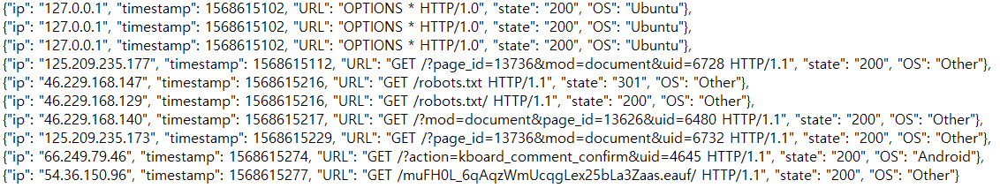 {"ip": "127.0.0.1", "timestamp": 1568615102, "URL": "OPTIONS * HTTP/1.0", "state": "200", "OS": "Ubuntu"},
{"ip": "127.0.0.1", "timestamp": 1568615102, "URL": "OPTIONS * HTTP/1.0", "state": "200", "OS": "Ubuntu"},
{"ip": "127.0.0.1", "timestamp": 1568615102, "URL": "OPTIONS * HTTP/1.0", "state": "200", "OS": "Ubuntu"},
{"ip": "125.209.235.177", "timestamp": 1568615112, "URL": "GET /?page_id=13736&mod=document&uid=6728 HTTP/1.1", "state": "200", "OS": "Other"},
{"ip": "46.229.168.147", "timestamp": 1568615216, "URL": "GET /robots.txt HTTP/1.1", "state": "301", "OS": "Other"},
{"ip": "46.229.168.129", "timestamp": 1568615216, "URL": "GET /robots.txt/ HTTP/1.1", "state": "200", "OS": "Other"},
{"ip": "46.229.168.140", "timestamp": 1568615217, "URL": "GET /?mod=document&page_id=13626&uid=6480 HTTP/1.1", "state": "200", "OS": "Other"},
{"ip": "125.209.235.173", "timestamp": 1568615229, "URL": "GET /?page_id=13736&mod=document&uid=6732 HTTP/1.1", "state": "200", "OS": "Other"},
{"ip": "66.249.79.46", "timestamp": 1568615274, "URL": "GET /?action=kboard_comment_confirm&uid=4645 HTTP/1.1", "state": "200", "OS": "Android"},
{"ip": "54.36.150.96", "timestamp": 1568615277, "URL": "GET /muFH0L_6qAqzWmUcqgLex25bLa3Zaas.eauf/ HTTP/1.1", "state": "200", "OS": "Other"}